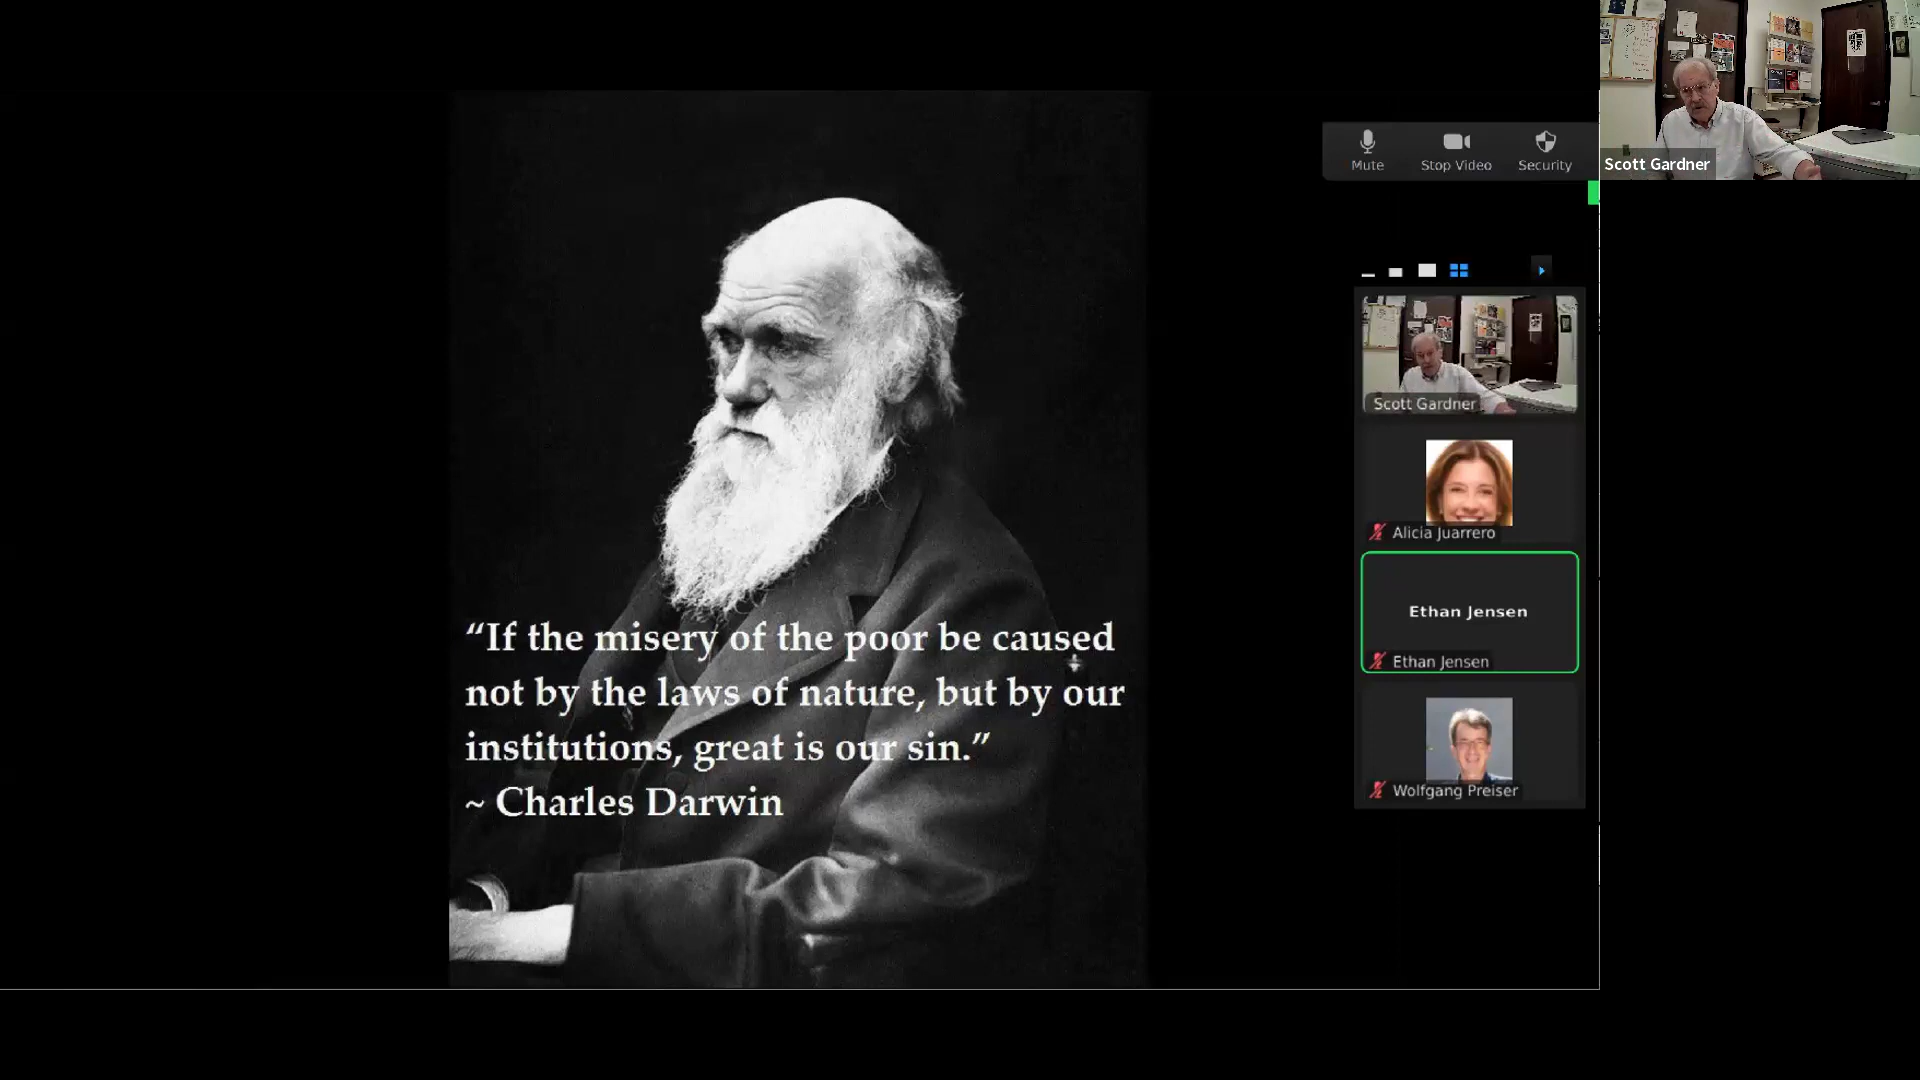 Mute
Stop Video
Security
Scott Gardner
Scott Gardner
Alicia Juarrero
Ethan Jensen
Ethan Jensen
Wolfgang Preiser
“If the misery of the poor be caused
not by the laws of nature, but by our
institutions, great is our sin.”
~ Charles Darwin